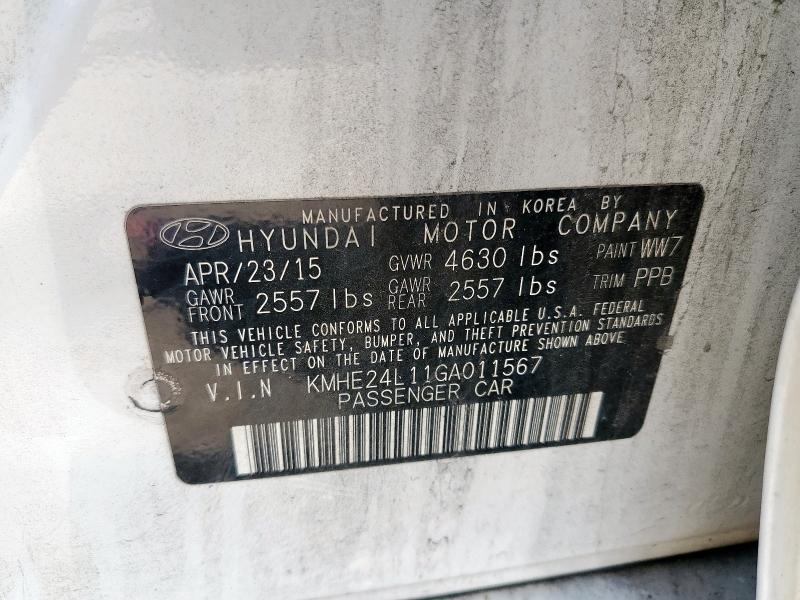 MANUFACTURED IN KOREA BY
HYUNDAI MOTOR COMPANY
APR/23/15 GVWR 4630 lbs PAINT WW7
GAWR FRONT 2557 lbs GAWR REAR 2557 lbs TRIM PPB
THIS VEHICLE CONFORMS TO ALL APPLICABLE U.S.A. FEDERAL
MOTOR VEHICLE SAFETY, BUMPER, AND THEFT PREVENTION STANDARDS
IN EFFECT ON THE DATE OF MANUFACTURE SHOWN ABOVE.
V.I.N KMHE24L11GA011567
PASSENGER CAR